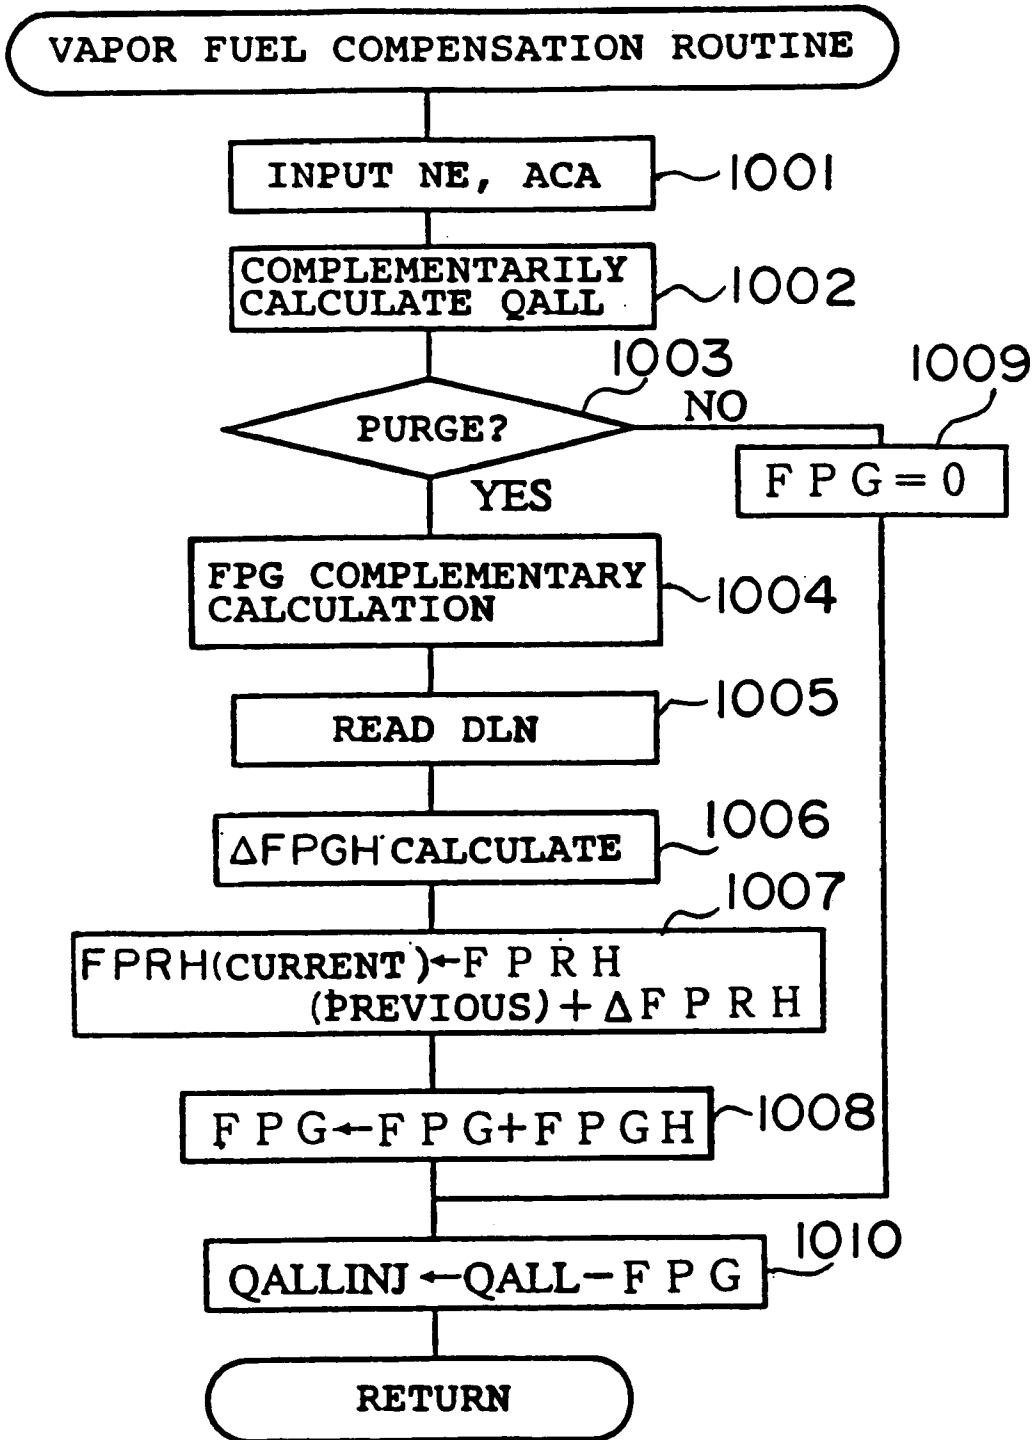 VAPOR FUEL COMPENSATION ROUTINE
INPUT NE, ACA
1001
COMPLEMENTARILY
CALCULATE QALL
1002
1003
PURGE?
NO
1009
FPG=0
YES
FPG COMPLEMENTARY
CALCULATION
1004
READ DLN
1005
ΔFPGH CALCULATE
1006
1007
FPRH(CURRENT)←FPRH
(PREVIOUS)+ΔFPRH
FPG←FPG+FPGH
1008
QALLINJ←QALL−FPG
1010
RETURN